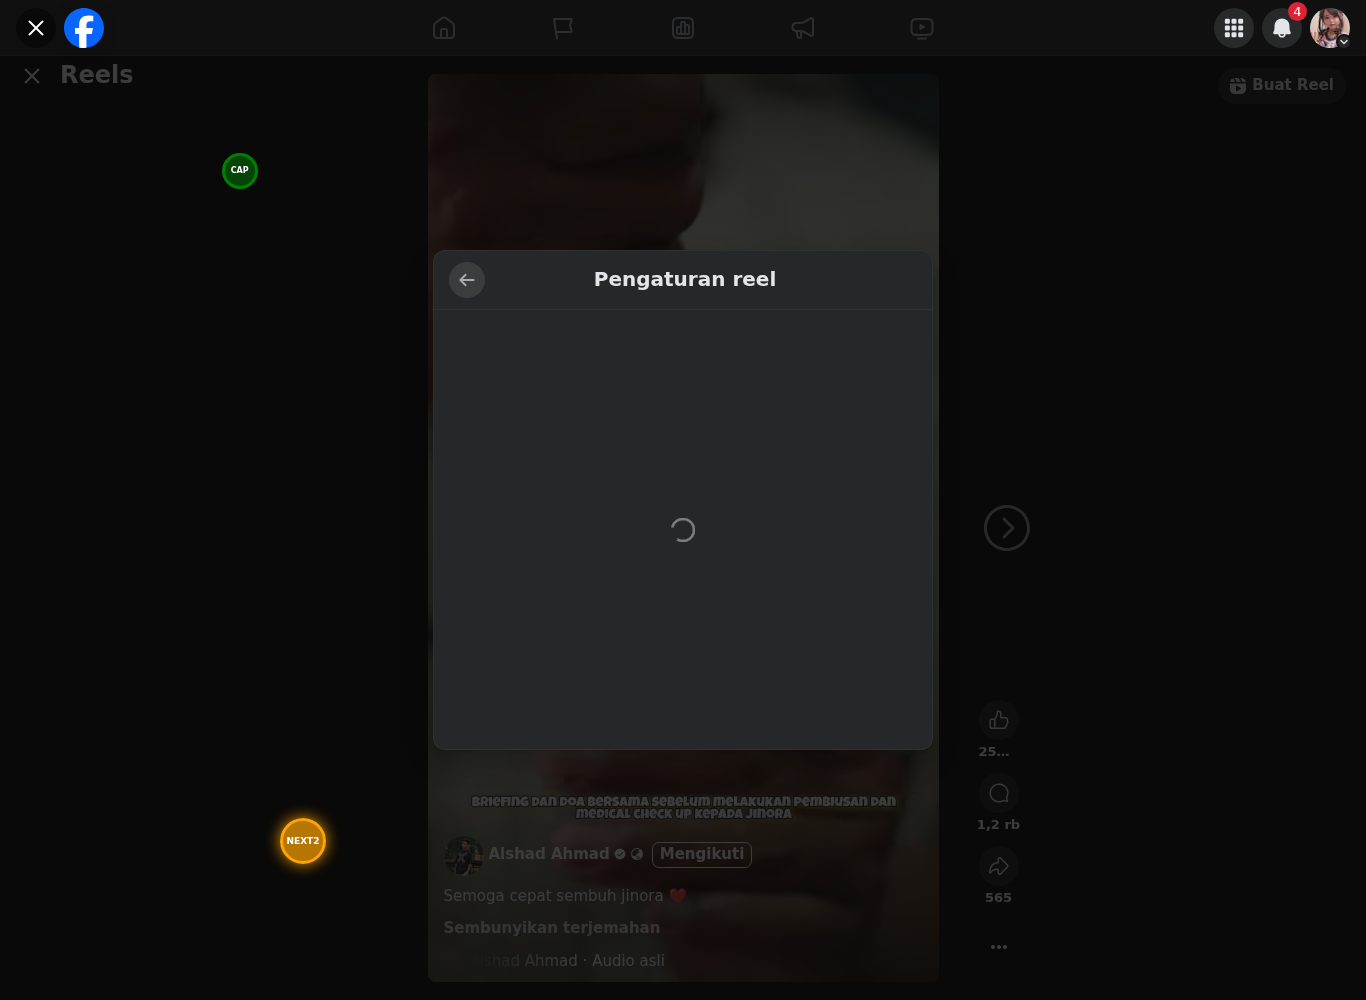 4
Reels
Buat Reel
CAP
Pengaturan reel
25...
BRIEFING DAN DOA BERSAMA SEBELUM MELAKUKAN PEMBIUSAN DAN
MEDICAL CHECK UP KEPADA JINORA
1,2 rb
NEXT2
Alshad Ahmad
Mengikuti
565
Semoga cepat sembuh jinora ❤️
Sembunyikan terjemahan
shad Ahmad · Audio asli